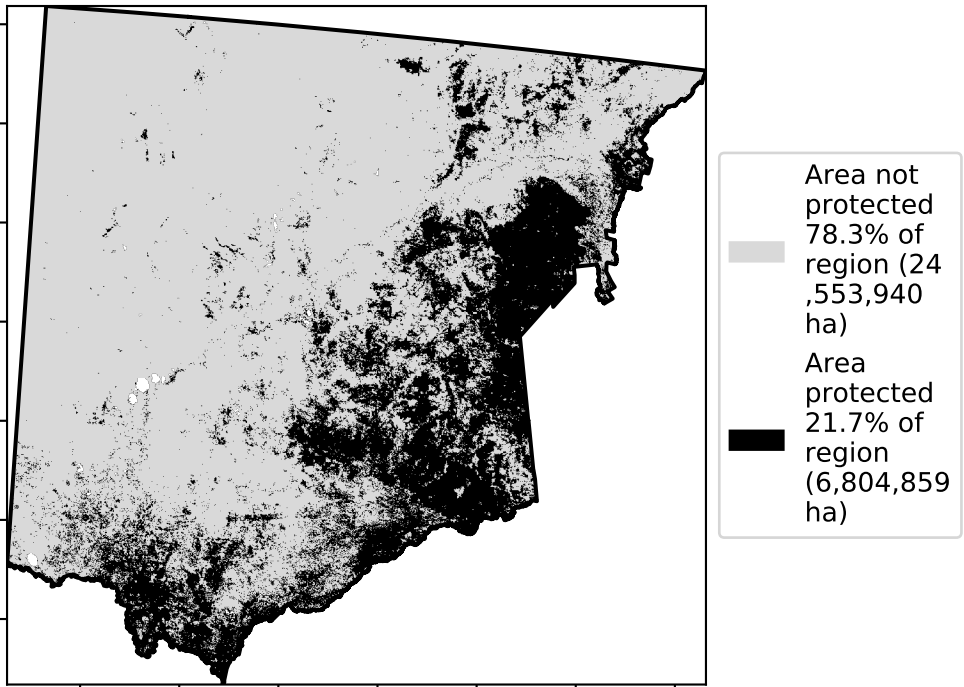 Area not
protected
78.3% of
region (24
,553,940
ha)
Area
protected
21.7% of
region
(6,804,859
ha)